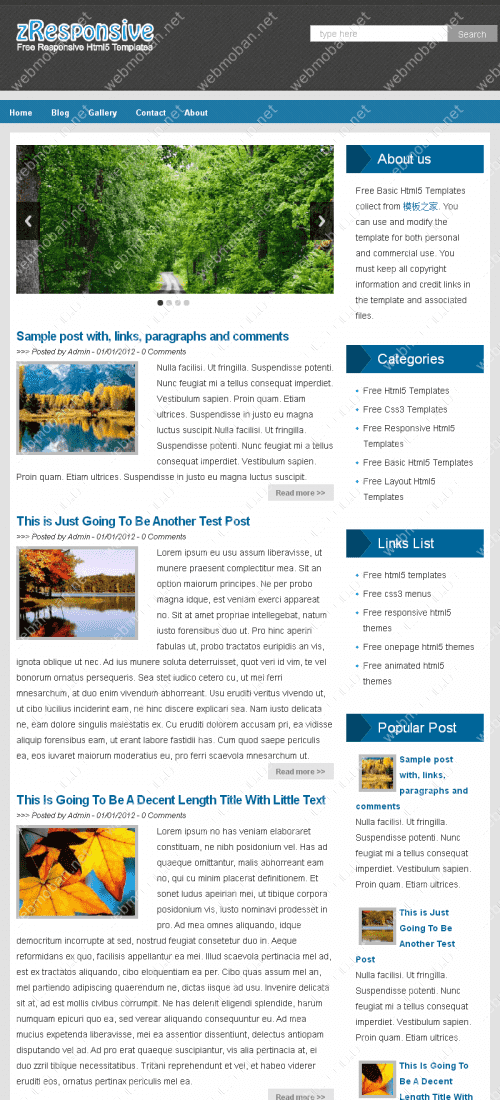 zResponsive
Free Responsive Html5 Templates
type here
Search
Home Blog Gallery Contact About
Sample post with, links, paragraphs and comments
>>> Posted by Admin - 01/01/2012 - 0 Comments
Nulla facilisi. Ut fringilla. Suspendisse potenti.
Nunc feugiat mi a tellus consequat imperdiet.
Vestibulum sapien. Proin quam. Etiam
ultrices. Suspendisse in justo eu magna
luctus suscipit.Nulla facilisi. Ut fringilla.
Suspendisse potenti. Nunc feugiat mi a tellus
consequat imperdiet. Vestibulum sapien.
Proin quam. Etiam ultrices. Suspendisse in justo eu magna luctus suscipit.
Read more >>
This is Just Going To Be Another Test Post
>>> Posted by Admin - 01/01/2012 - 0 Comments
Lorem ipsum eu usu assum liberavisse, ut
munere praesent complectitur mea. Sit an
option maiorum principes. Ne per probo
magna idque, est veniam exerci appareat
no. Sit at amet propriae intellegebat, natum
iusto forensibus duo ut. Pro hinc aperiri
fabulas ut, probo tractatos euripidis an vis,
ignota oblique ut nec. Ad ius munere soluta deterruisset, quot veri id vim, te vel
bonorum ornatus persequeris. Sea stet iudico cetero cu, ut mei ferri
mnesarchum, at duo enim vivendum abhorreant. Usu eruditi veritus vivendo ut,
ut cibo lucilius inciderint eam, ne hinc discere explicari sea. Nam iusto delicata
ne, eam dolore singulis maiestatis ex. Cu eruditi dolorem accusam pri, ea vidisse
aliquip forensibus eam, ut erant labore fastidii has. Cum quod saepe periculis
ea, eos iuvaret maiorum moderatius eu, pro ferri scaevola mnesarchum ut.
Read more >>
This Is Going To Be A Decent Length Title With Little Text
>>> Posted by Admin - 01/01/2012 - 0 Comments
Lorem ipsum no has veniam elaboraret
constituam, ne nibh posidonium vel. Has ad
quaeque omittantur, malis abhorreant eam
no, qui cu minim placerat definitionem. Et
sonet ludus apeirian mei, ut tibique corpora
posidonium vis, iusto nominavi prodesset in
pro. Ad mea omnes aliquando, idque
democritum incorrupte at sed, nostrud feugiat consetetur duo in. Aeque
reformidans ex quo, facilisis appellantur ea mei. Illud scaevola pertinacia mel ad,
est ex tractatos aliquando, cibo eloquentiam ea per. Cibo quas assum mel an,
mel partiendo adipiscing quaerendum ne, dictas iisque ad usu. Invenire delicata
sit at, ad est mollis civibus corrumpit. Ne has delenit eligendi splendide, harum
numquam epicuri quo ea, sed verear aliquando consequuntur eu. Ad mea
mucius expetenda liberavisse, mei ea assentior dissentiunt, delectus antiopam
disputando vel ad. Ad pro erat quaeque suscipiantur, vis alia pertinacia at, ei
duo zzril tibique necessitatibus. Tritani reprehendunt et vel, et habeo viderer
eruditi eos, ornatus pertinax periculis mel ea.
Read more >>
About us
Free Basic Html5 Templates
collect from 模板之家. You
can use and modify the
template for both personal
and commercial use. You
must keep all copyright
information and credit links in
the template and associated
files.
Categories
Free Html5 Templates
Free Css3 Templates
Free Responsive Html5
Templates
Free Basic Html5 Templates
Free Layout Html5
Templates
Links List
Free html5 templates
Free css3 menus
Free responsive html5
themes
Free onepage html5 themes
Free animated html5
themes
Popular Post
Sample post
with, links,
paragraphs and
comments
Nulla facilisi. Ut fringilla.
Suspendisse potenti. Nunc
feugiat mi a tellus consequat
imperdiet. Vestibulum sapien.
Proin quam. Etiam ultrices.
This is Just
Going To Be
Another Test
Post
Nulla facilisi. Ut fringilla.
Suspendisse potenti. Nunc
feugiat mi a tellus consequat
imperdiet. Vestibulum sapien.
Proin quam. Etiam ultrices.
This Is Going To
Be A Decent
Length Title With
webmoban.net